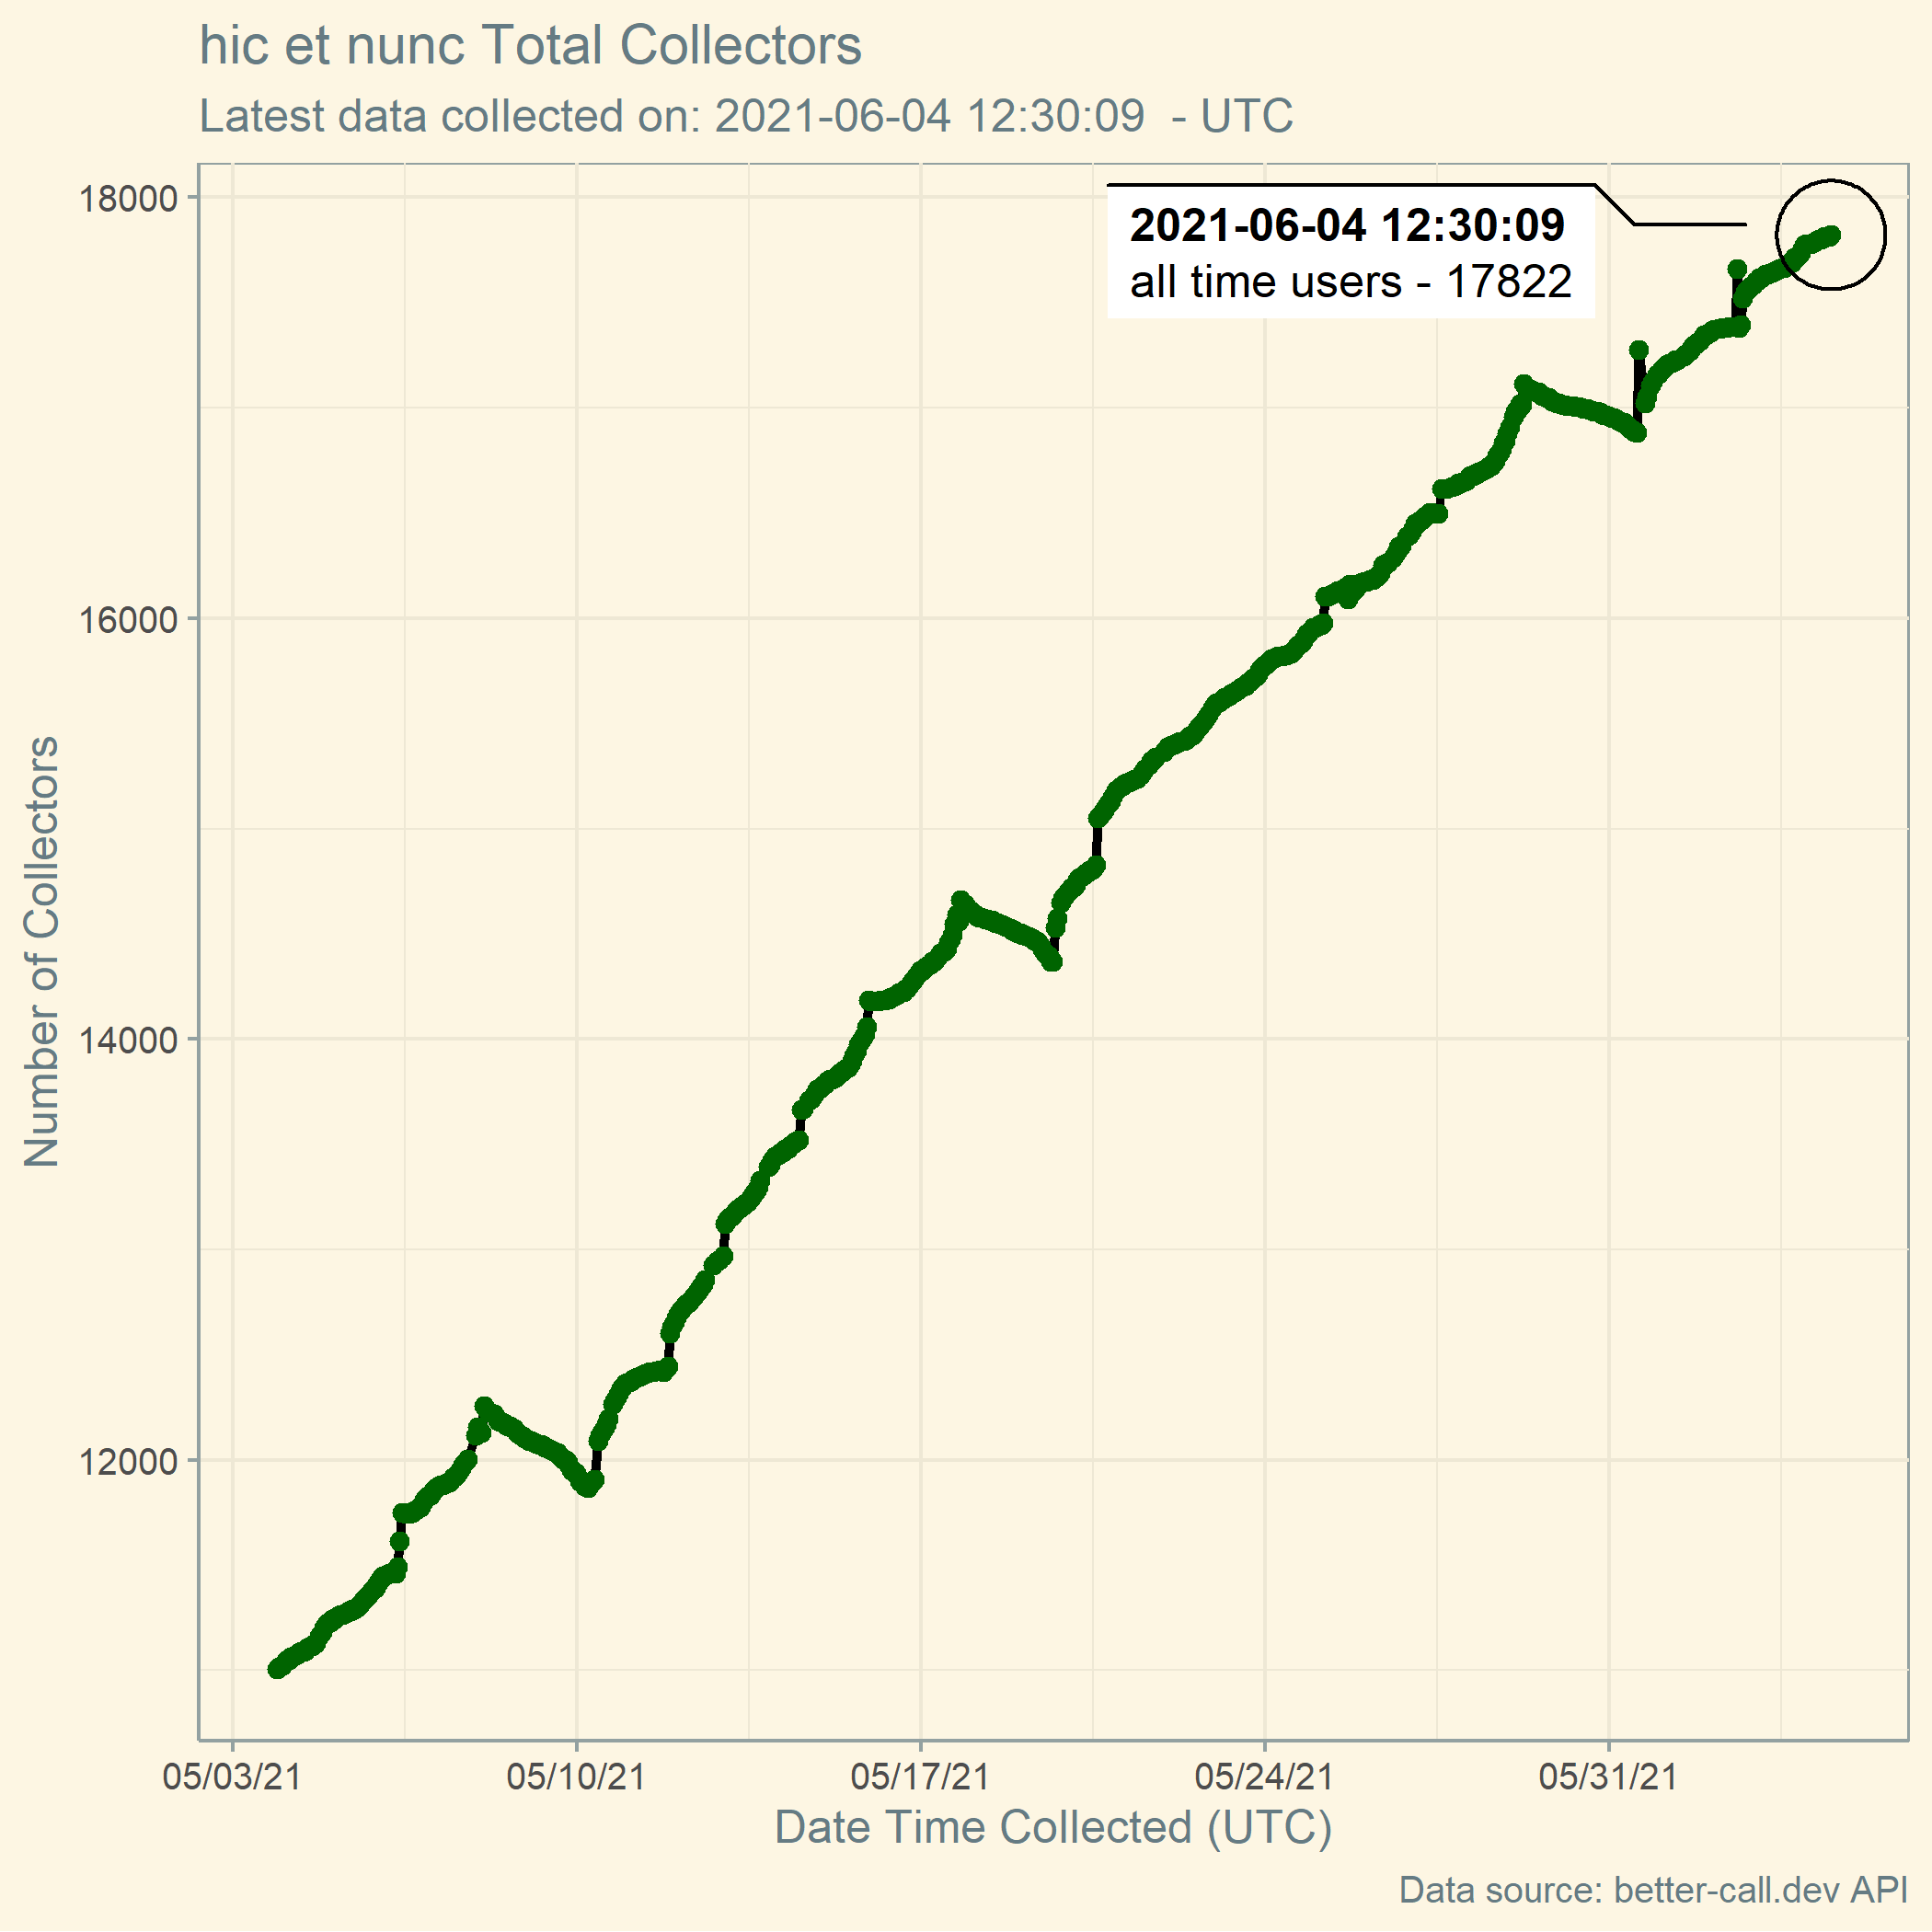 hic et nunc Total Collectors
Latest data collected on: 2021-06-04 12:30:09  - UTC
18000
2021-06-04 12:30:09
all time users - 17822
16000
Number of Collectors
14000
12000
05/03/21
05/10/21
05/17/21
05/24/21
05/31/21
Date Time Collected (UTC)
Data source: better-call.dev API